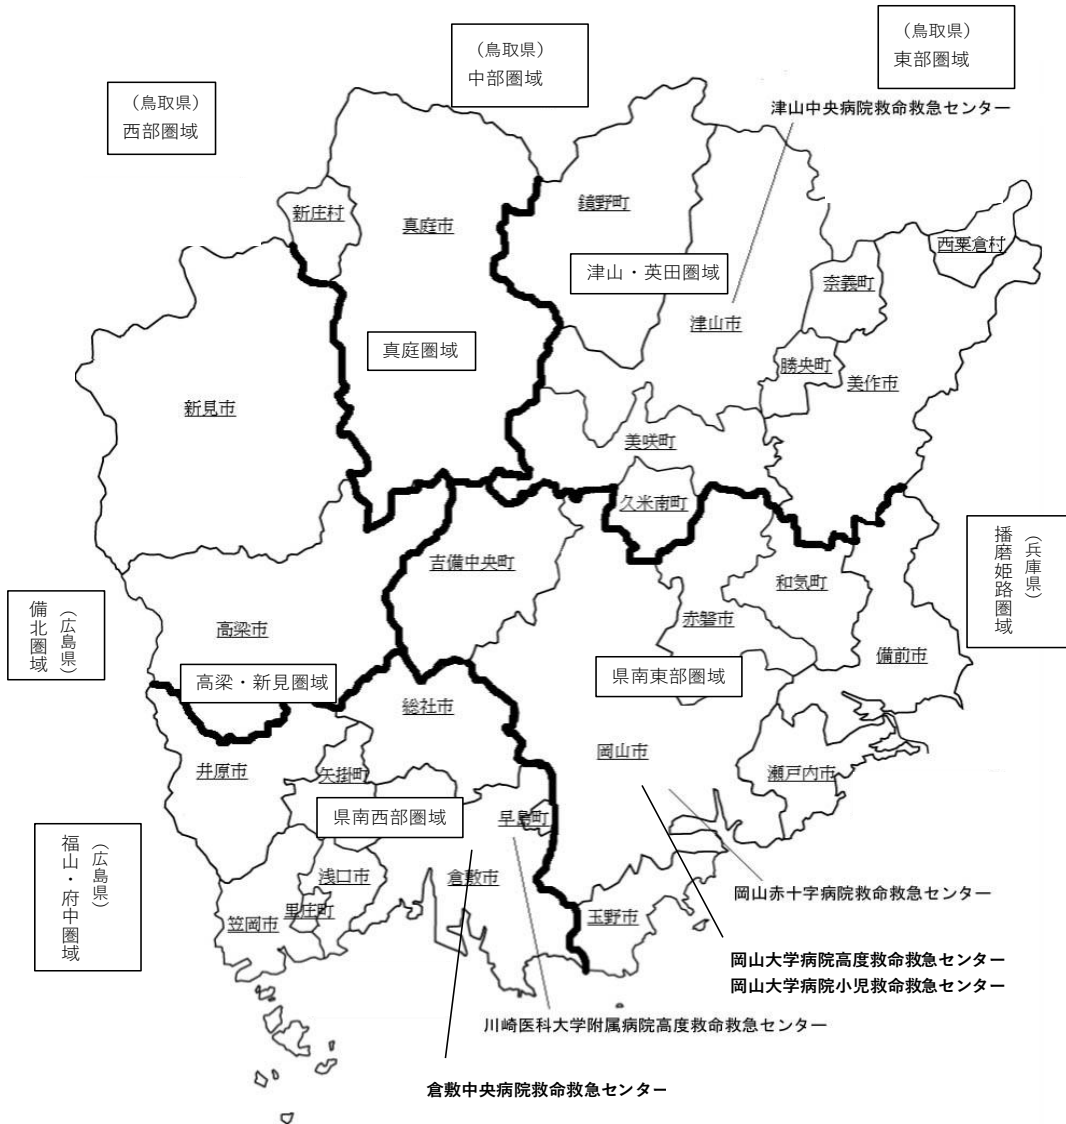 （鳥取県）
東部圏域
（鳥取県）
中部圏域
（鳥取県）
西部圏域
津山中央病院救命救急センター
鏡野町
新庄村
真庭市
西粟倉村
津山・英田圏域
奈義町
津山市
真庭圏域
勝央町
美作市
新見市
美咲町
久米南町
吉備中央町
和気町
（兵庫県）
播磨姫路圏域
赤磐市
（広島県）
備北圏域
高梁市
備前市
高梁・新見圏域
県南東部圏域
総社市
岡山市
井原市
矢掛町
瀬戸内市
県南西部圏域
早島町
（広島県）
福山・府中圏域
浅口市
倉敷市
岡山赤十字病院救命救急センター
里庄町
笠岡市
玉野市
岡山大学病院高度救命救急センター
岡山大学病院小児救命救急センター
川崎医科大学附属病院高度救命救急センター
倉敷中央病院救命救急センター